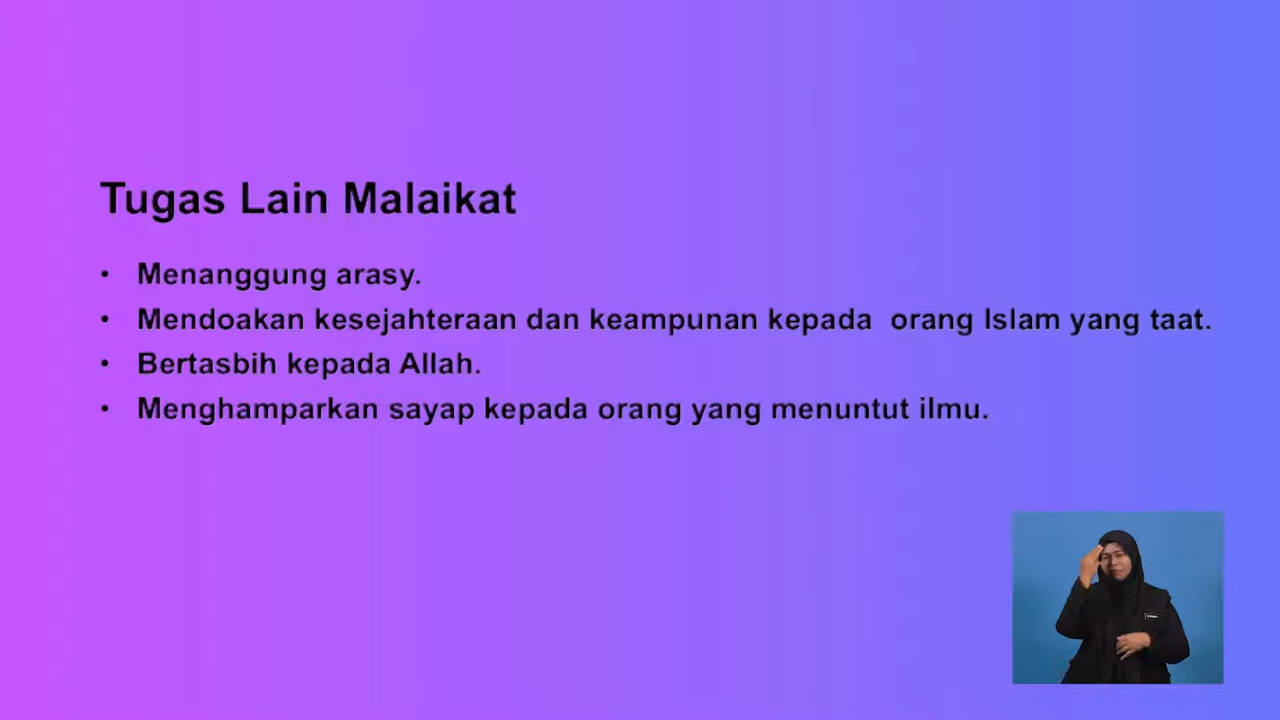 Tugas Lain Malaikat
• Menanggung arasy.
• Mendoakan kesejahteraan dan keampunan kepada  orang Islam yang taat.
• Bertasbih kepada Allah.
• Menghamparkan sayap kepada orang yang menuntut ilmu.